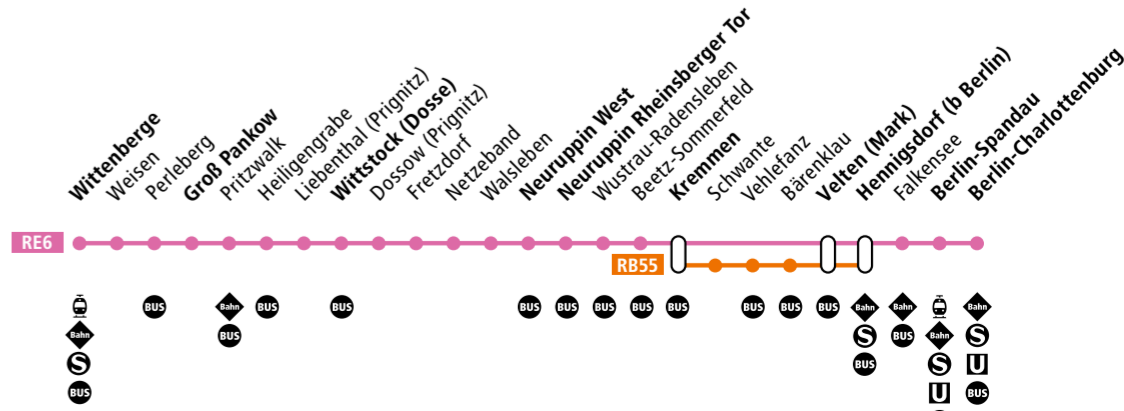 Wittenberge
Weisen
Perleberg
Groß Pankow
Pritzwalk
Heiligengrabe
Liebenthal (Prignitz)
Wittstock (Dosse)
Dossow (Prignitz)
Fretzdorf
Netzeband
Walsleben
Neuruppin West
Neuruppin Rheinsberger Tor
Wustrau-Radensleben
Beetz-Sommerfeld
Kremmen
Schwante
Vehlefanz
Bärenklau
Velten (Mark)
Hennigsdorf (b Berlin)
Falkensee
Berlin-Spandau
Berlin-Charlottenburg
RE6
RB55
BUS Bahn BUS BUS BUS BUS BUS BUS BUS BUS BUS BUS Bahn Bahn Bahn
Bahn BUS S BUS Bahn S
S BUS S U
BUS U BUS